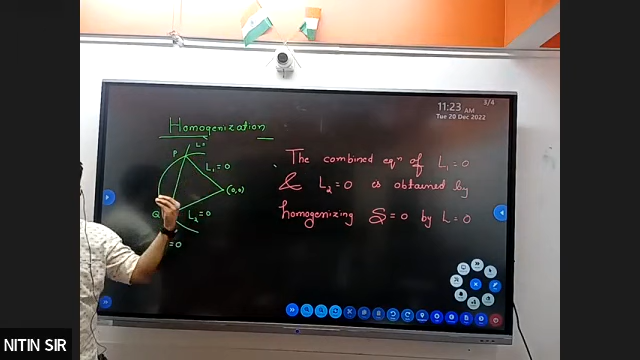 11:23 AM
3/4
Tue 20 Dec 2022
Homogenization
P
L₁ = 0
(0,0)
Q
L₂ = 0
= 0
The combined eqⁿ of L₁ = 0
& L₂ = 0 is obtained by
homogenizing S = 0 by L = 0
NITIN SIR